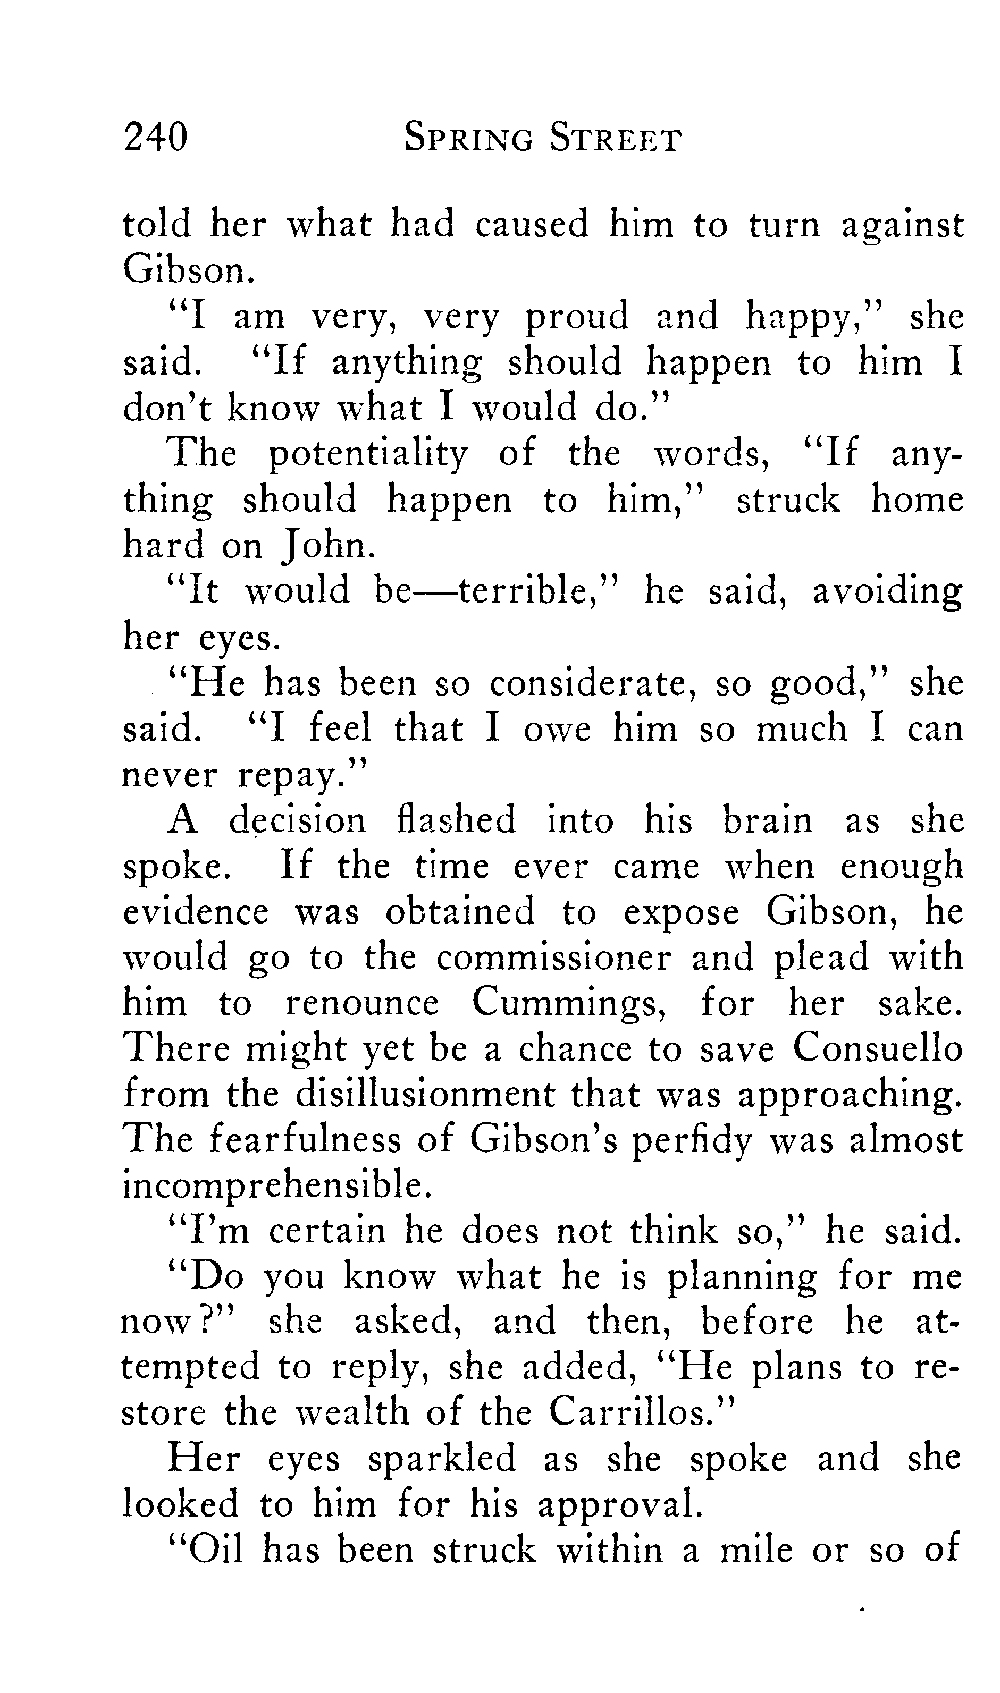 240 SPRING STREET
told her what had caused him to turn against
Gibson.
“I am very, very proud and happy,” she
said. “If anything should happen to him I
don’t know what I would do.”
The potentiality of the words, “If any-
thing should happen to him,” struck home
hard on John.
“It would be—terrible,” he said, avoiding
her eyes.
“He has been so considerate, so good,” she
said. “I feel that I owe him so much I can
never repay.”
A decision flashed into his brain as she
spoke. If the time ever came when enough
evidence was obtained to expose Gibson, he
would go to the commissioner and plead with
him to renounce Cummings, for her sake.
There might yet be a chance to save Consuello
from the disillusionment that was approaching.
The fearfulness of Gibson’s perfidy was almost
incomprehensible.
“I’m certain he does not think so,” he said.
“Do you know what he is planning for me
now?” she asked, and then, before he at-
tempted to reply, she added, “He plans to re-
store the wealth of the Carrillos.”
Her eyes sparkled as she spoke and she
looked to him for his approval.
“Oil has been struck within a mile or so of